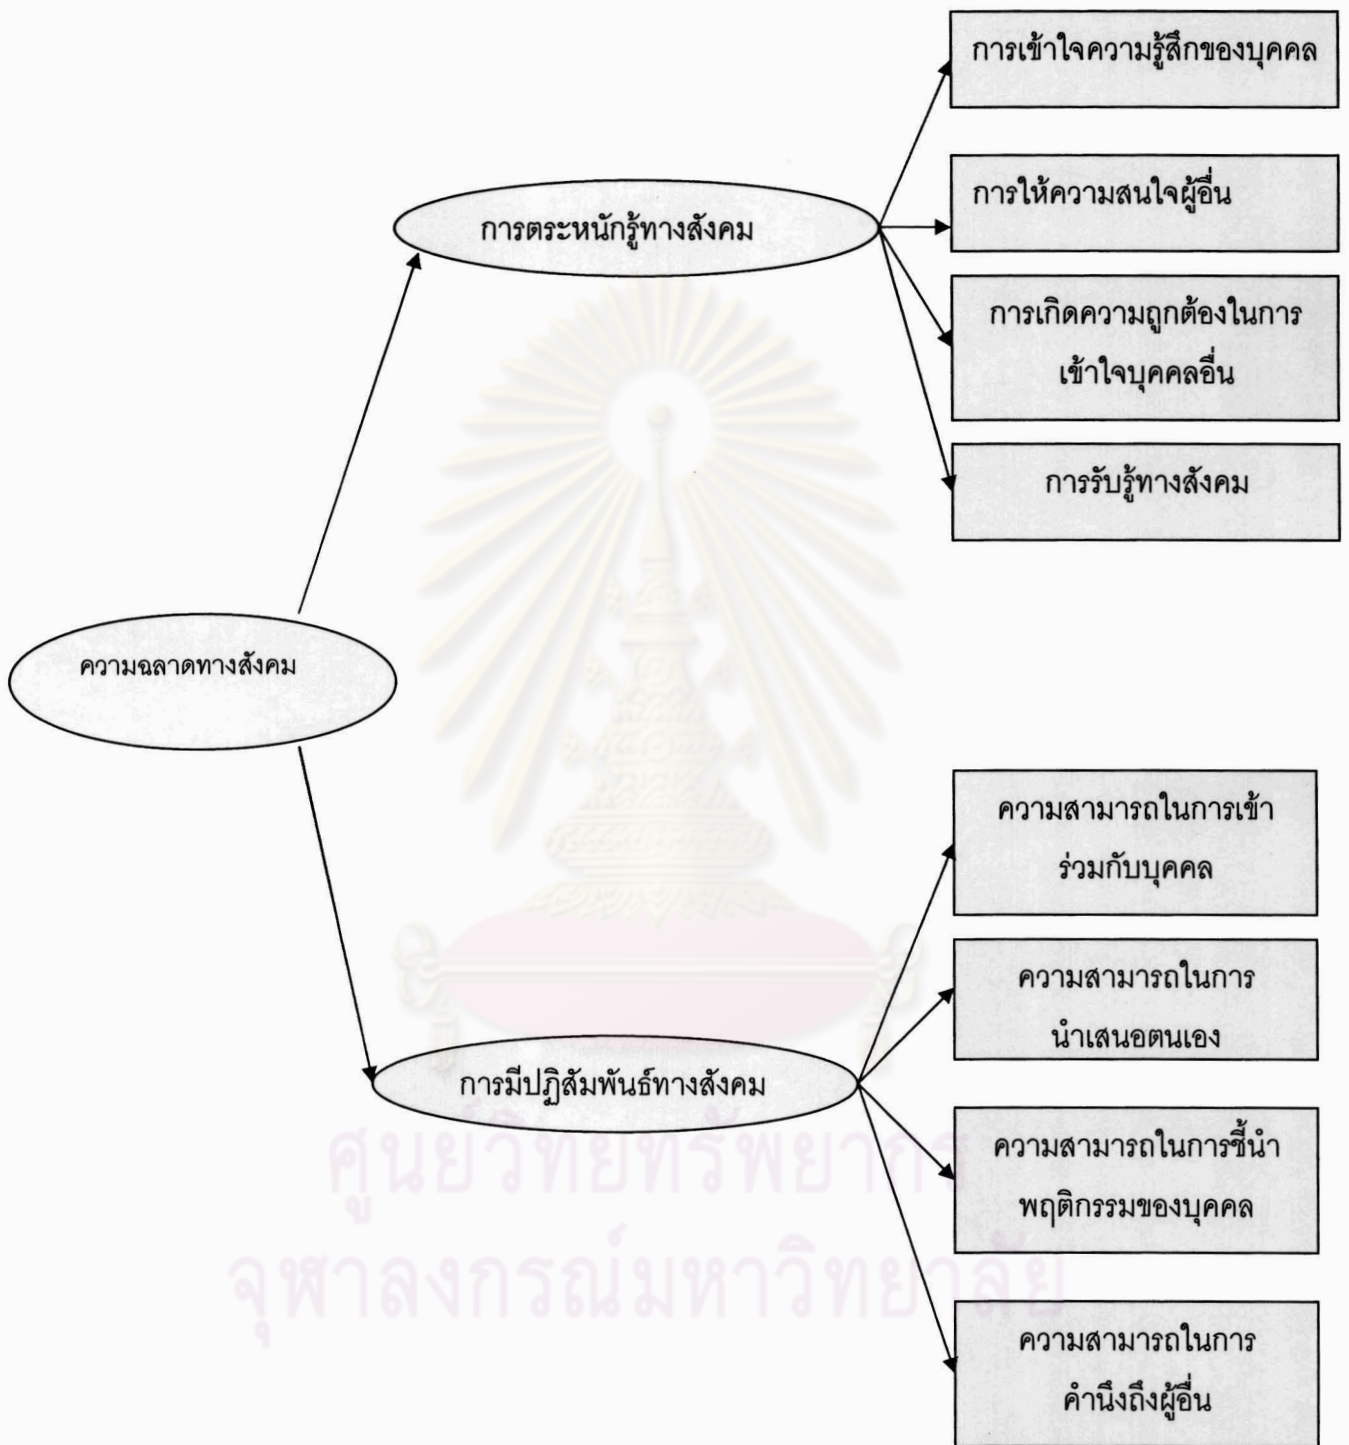 การเข้าใจความรู้สึกของบุคคล
การให้ความสนใจผู้อื่น
การตระหนักรู้ทางสังคม
การเกิดความถูกต้องในการ
เข้าใจบุคคลอื่น
การรับรู้ทางสังคม
ความฉลาดทางสังคม
ความสามารถในการเข้า
ร่วมกับบุคคล
ความสามารถในการ
นำเสนอตนเอง
การมีปฏิสัมพันธ์ทางสังคม
ความสามารถในการชี้นำ
พฤติกรรมของบุคคล
ความสามารถในการ
คำนึงถึงผู้อื่น
ศูนย์วิทยทรัพยากร
จุฬาลงกรณ์มหาวิทยาลัย